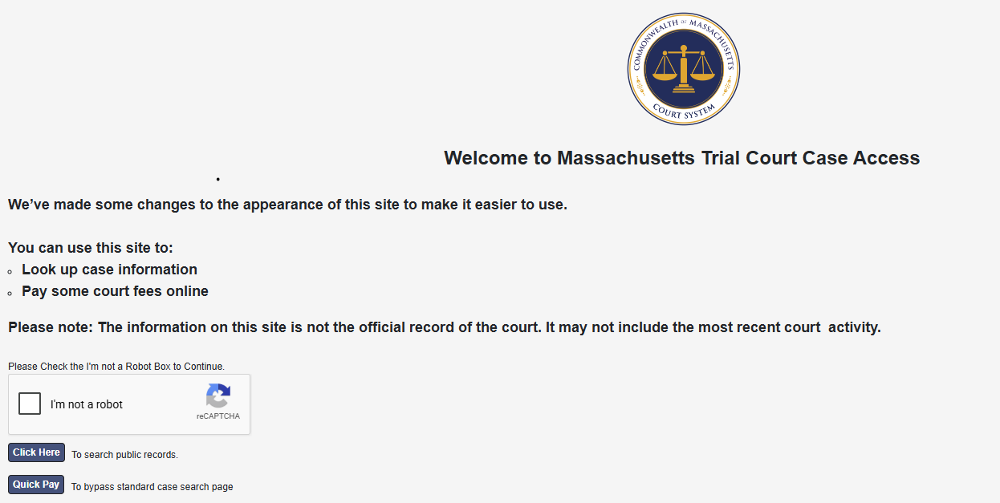 COMMONWEALTH OF MASSACHUSETTS
COURT SYSTEM
Welcome to Massachusetts Trial Court Case Access
We’ve made some changes to the appearance of this site to make it easier to use.
You can use this site to:
Look up case information
Pay some court fees online
Please note: The information on this site is not the official record of the court. It may not include the most recent court  activity.
Please Check the I'm not a Robot Box to Continue.
I'm not a robot
reCAPTCHA
Click Here To search public records.
Quick Pay To bypass standard case search page